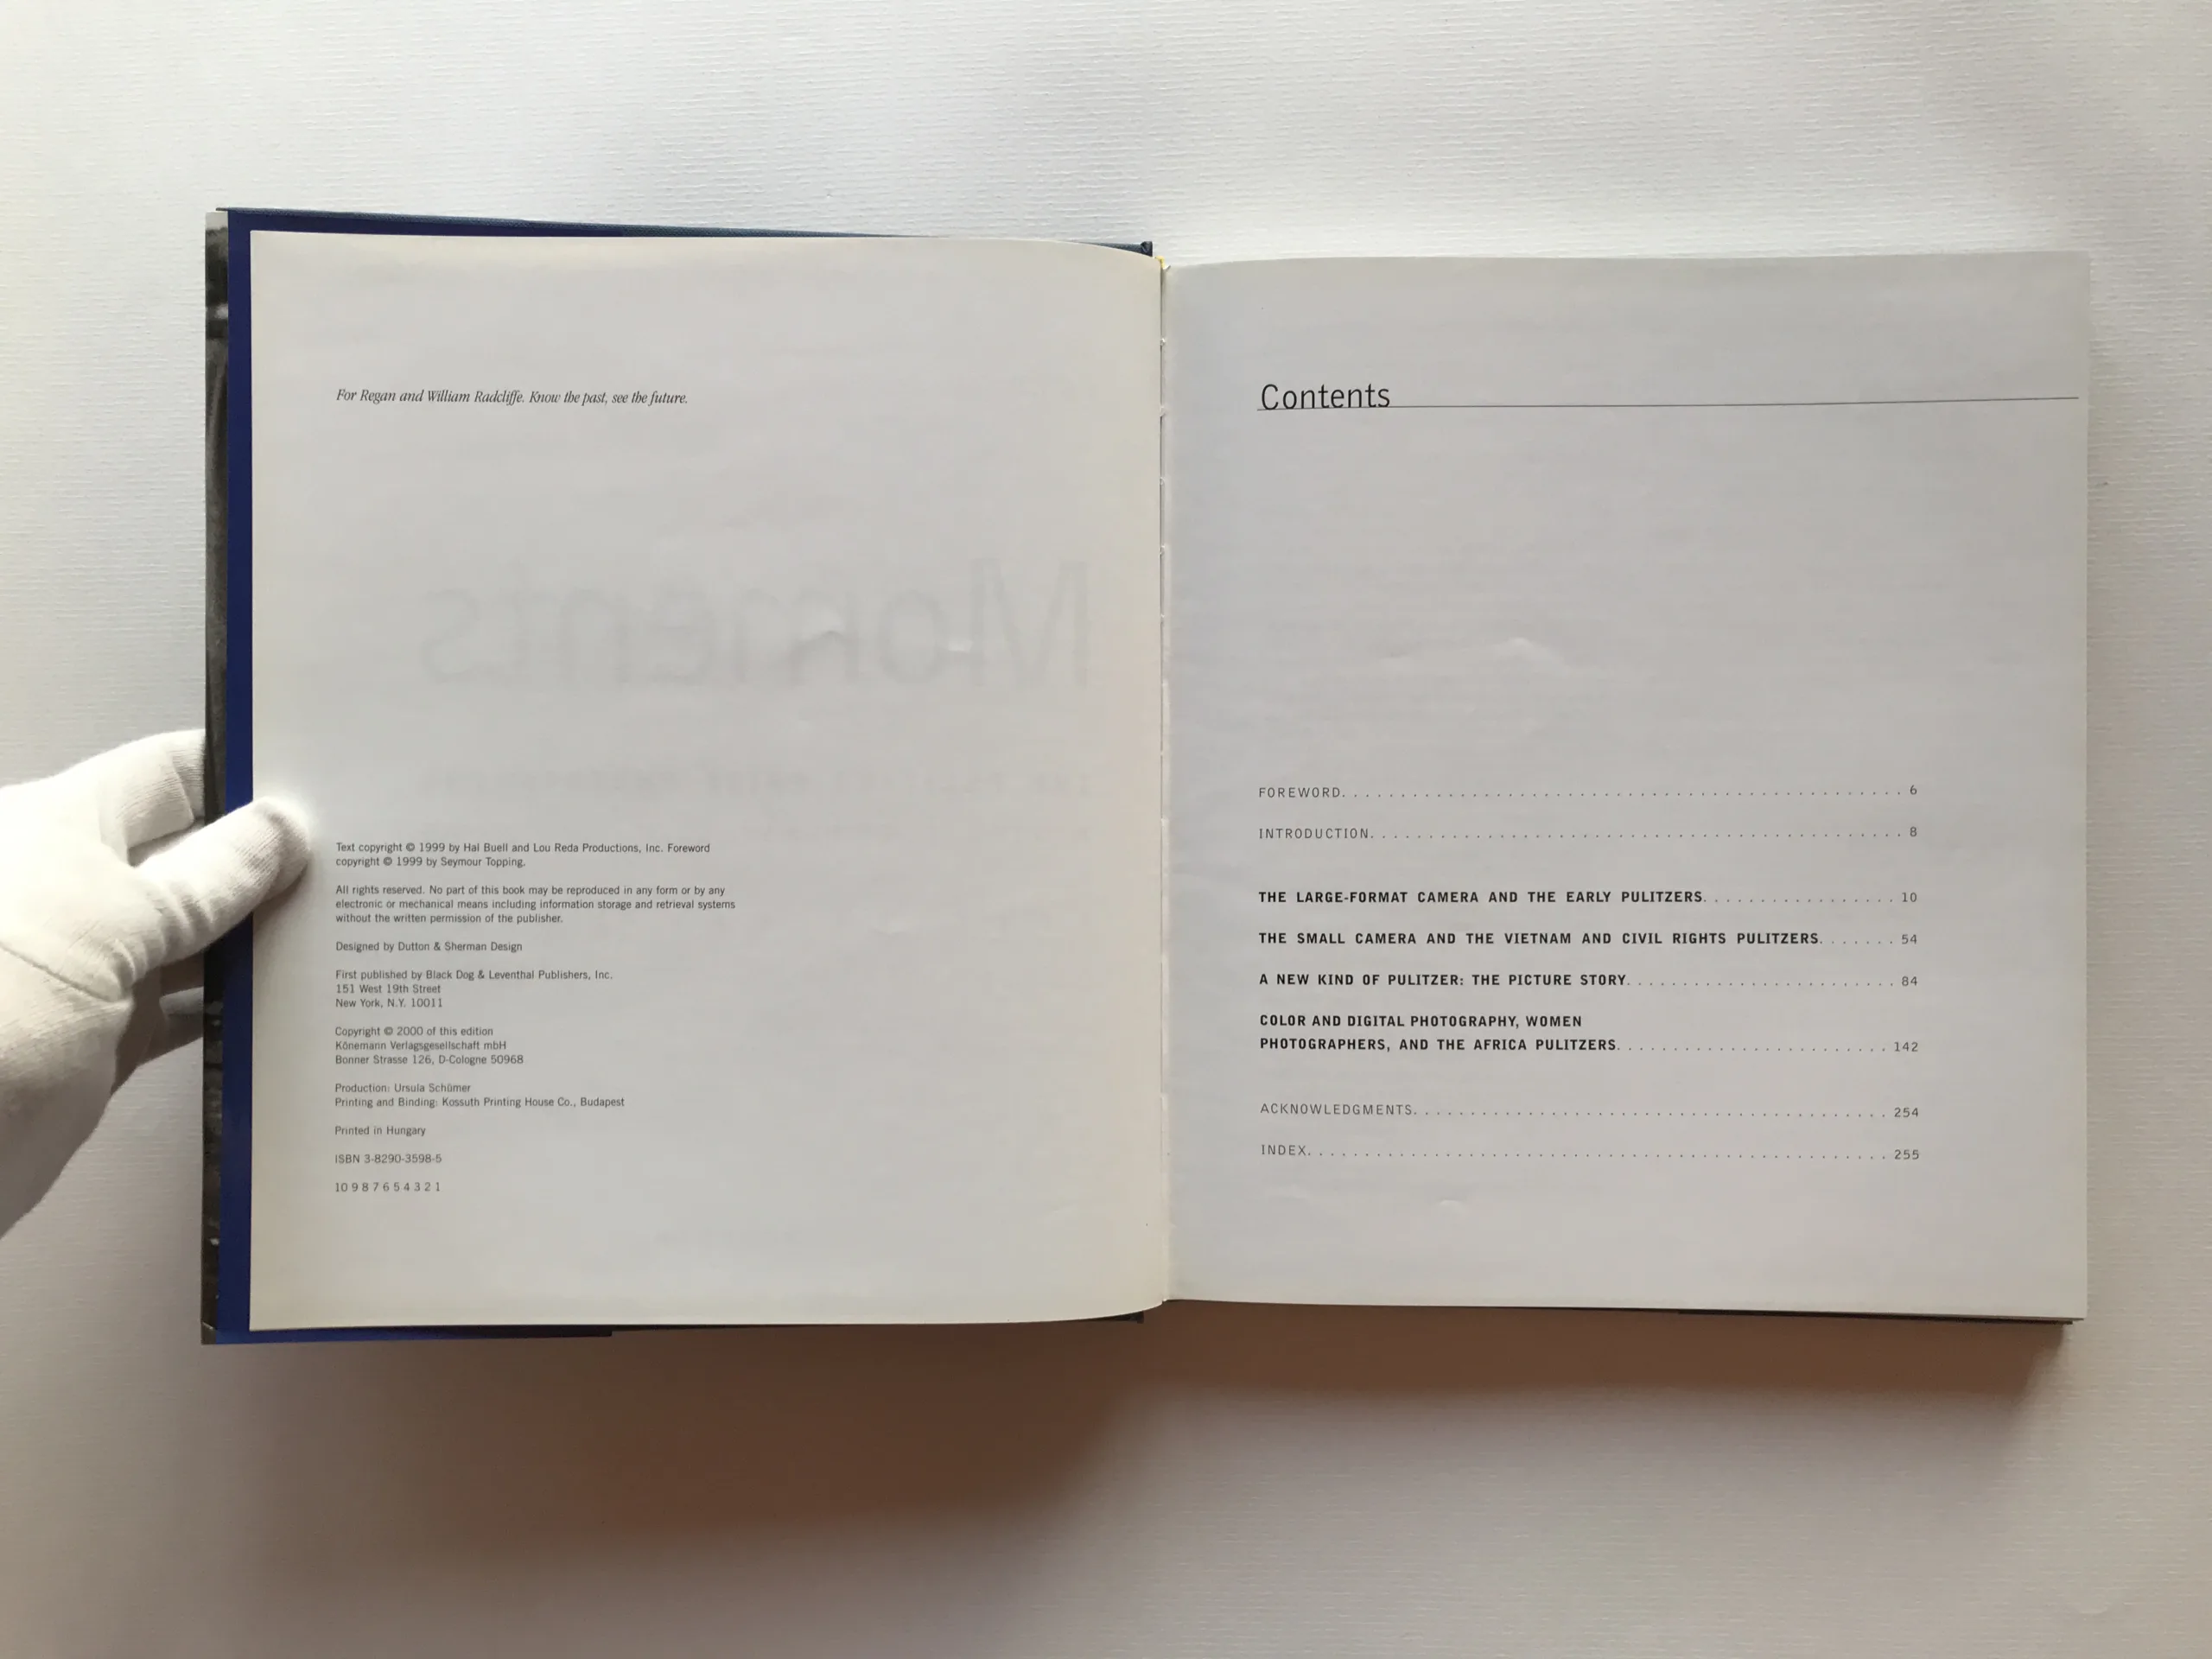 For Regan and William Radcliffe. Know the past, see the future.
Moments
Text copyright © 1999 by Hal Buell and Lou Reda Productions, Inc. Foreword
copyright © 1999 by Seymour Topping.
All rights reserved. No part of this book may be reproduced in any form or by any
electronic or mechanical means including information storage and retrieval systems
without the written permission of the publisher.
Designed by Dutton & Sherman Design
First published by Black Dog & Leventhal Publishers, Inc.
151 West 19th Street
New York, N.Y. 10011
Copyright © 2000 of this edition
Könemann Verlagsgesellschaft mbH
Bonner Strasse 126, D-Cologne 50968
Production: Ursula Schümer
Printing and Binding: Kossuth Printing House Co., Budapest
Printed in Hungary
ISBN 3-8290-3598-5
10 9 8 7 6 5 4 3 2 1
Contents
FOREWORD. . . . . . . . . . . . . . . . . . . . 6
INTRODUCTION. . . . . . . . . . . . . . . . . . . . 8
THE LARGE-FORMAT CAMERA AND THE EARLY PULITZERS. . . . . . . . . . . . . . . . . 10
THE SMALL CAMERA AND THE VIETNAM AND CIVIL RIGHTS PULITZERS. . . . . . . 54
A NEW KIND OF PULITZER: THE PICTURE STORY. . . . . . . . . . . . . . . . . . . . 84
COLOR AND DIGITAL PHOTOGRAPHY, WOMEN
PHOTOGRAPHERS, AND THE AFRICA PULITZERS. . . . . . . . . . . . . . . . . . . . 142
ACKNOWLEDGMENTS. . . . . . . . . . . . . . . . . . . . 254
INDEX. . . . . . . . . . . . . . . . . . . . 255